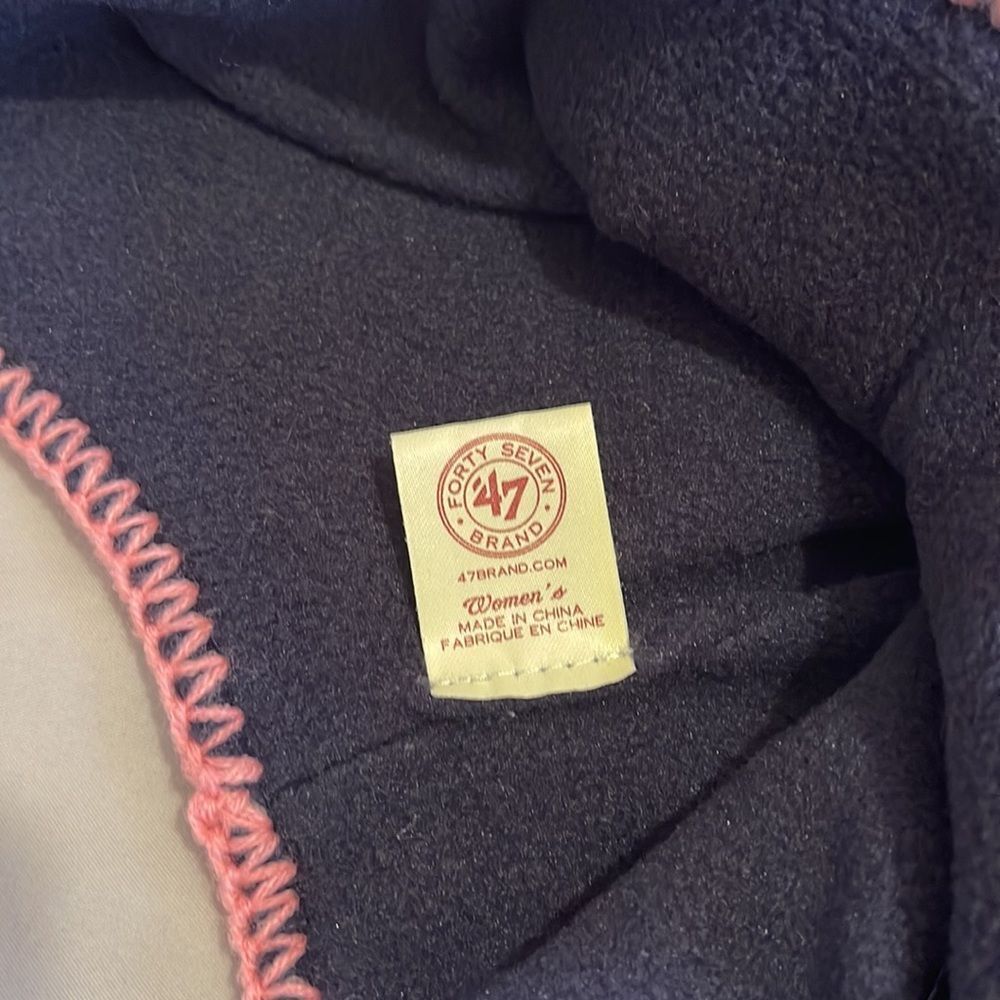 FORTY SEVEN
'47
BRAND
47BRAND.COM
Women's
MADE IN CHINA
FABRIQUE EN CHINE